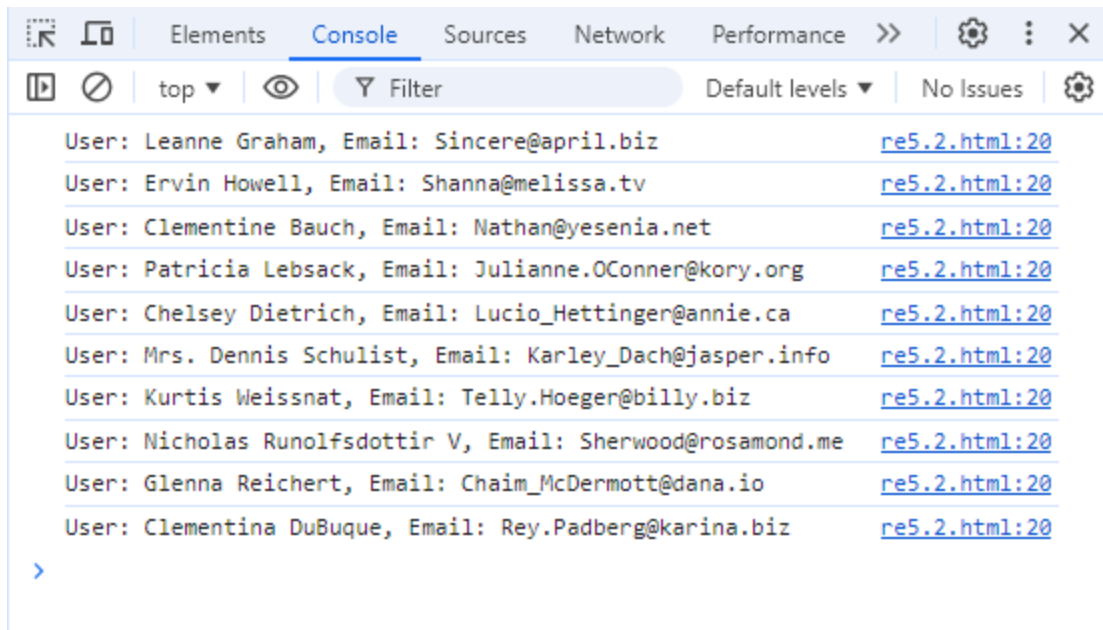 Elements Console Sources Network Performance
top Filter Default levels No Issues
User: Leanne Graham, Email: Sincere@april.biz re5.2.html:20
User: Ervin Howell, Email: Shanna@melissa.tv re5.2.html:20
User: Clementine Bauch, Email: Nathan@yesenia.net re5.2.html:20
User: Patricia Lebsack, Email: Julianne.OConner@kory.org re5.2.html:20
User: Chelsey Dietrich, Email: Lucio_Hettinger@annie.ca re5.2.html:20
User: Mrs. Dennis Schulist, Email: Karley_Dach@jasper.info re5.2.html:20
User: Kurtis Weissnat, Email: Telly.Hoeger@billy.biz re5.2.html:20
User: Nicholas Runolfsdottir V, Email: Sherwood@rosamond.me re5.2.html:20
User: Glenna Reichert, Email: Chaim_McDermott@dana.io re5.2.html:20
User: Clementina DuBuque, Email: Rey.Padberg@karina.biz re5.2.html:20